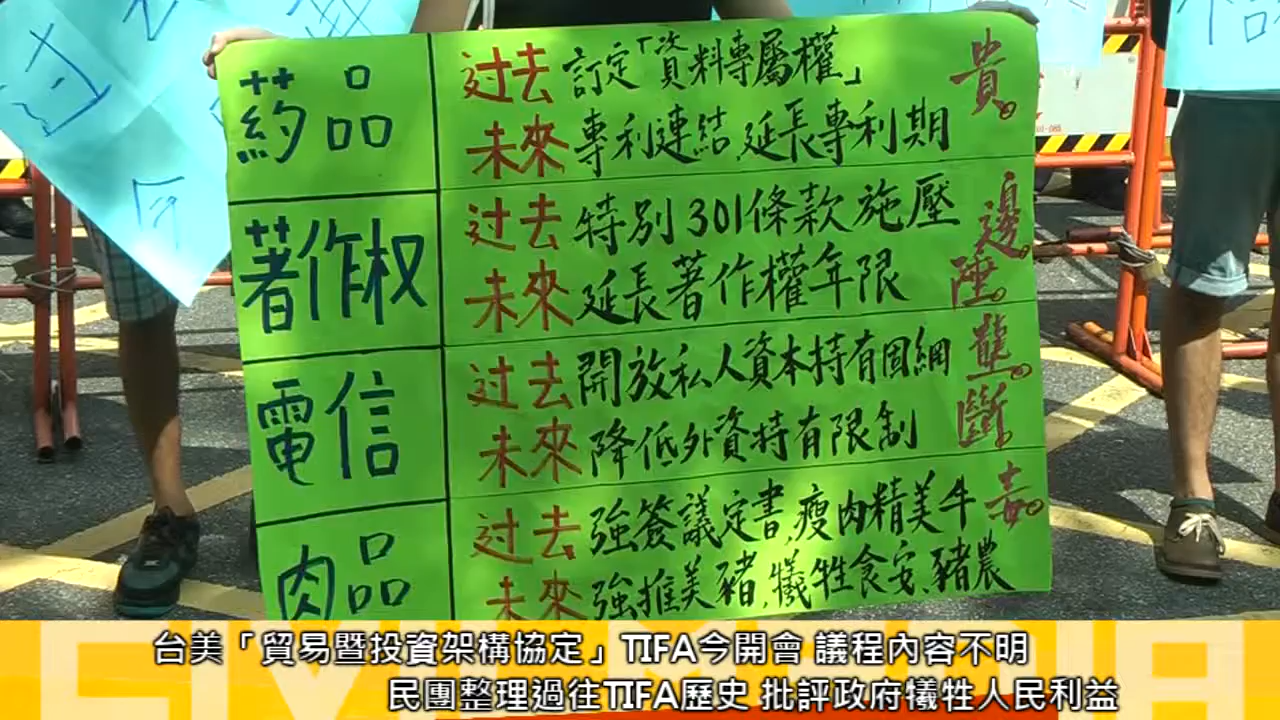 药品
过去 訂定「資料專屬權」
未來 專利連結,延長專利期
貴。
著作权
过去 特別301條款施壓
未來 延長著作權年限
邊陲。
電信
过去 開放私人資本持有固網
未來 降低外資持有限制
壟斷。
肉品
过去 強簽議定書,瘦肉精美牛
未來 強推美豬,犧牲食安、豬農
毒。
台美「貿易暨投資架構協定」TIFA今開會 議程內容不明
民團整理過往TIFA歷史 批評政府犧牲人民利益